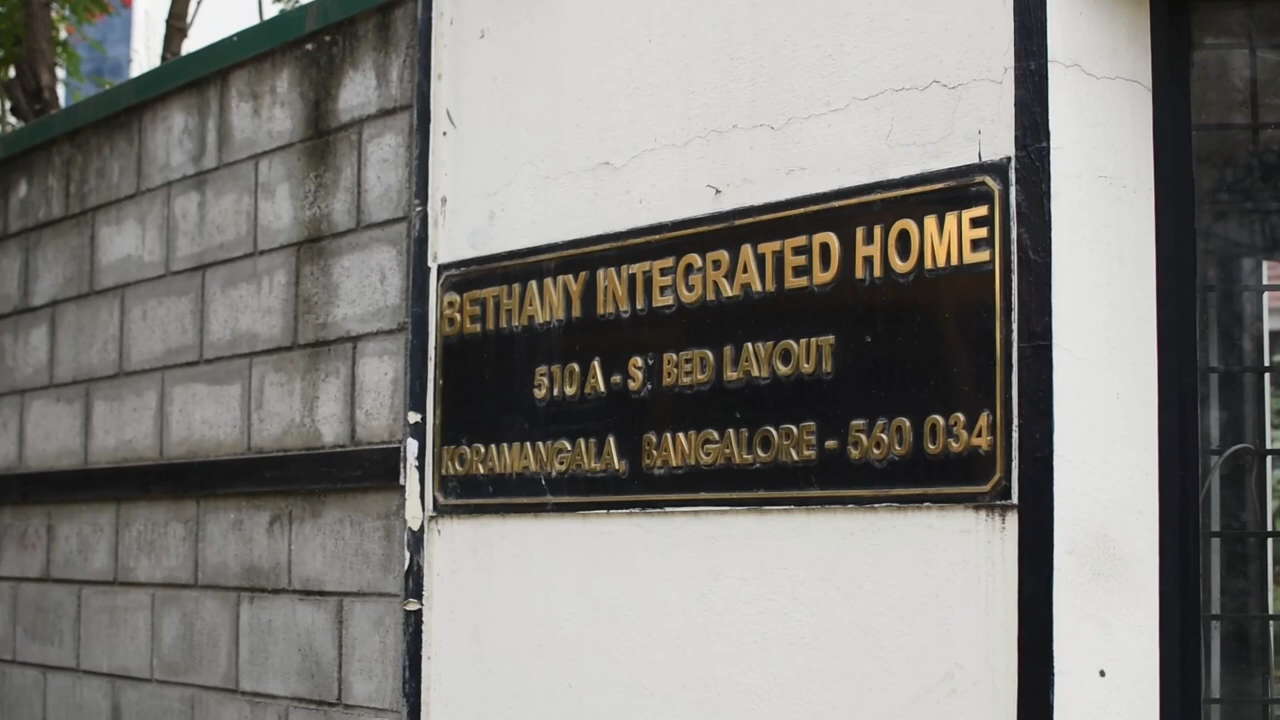 BETHANY INTEGRATED HOME
510 A - S' BED LAYOUT
KORAMANGALA, BANGALORE - 560 034